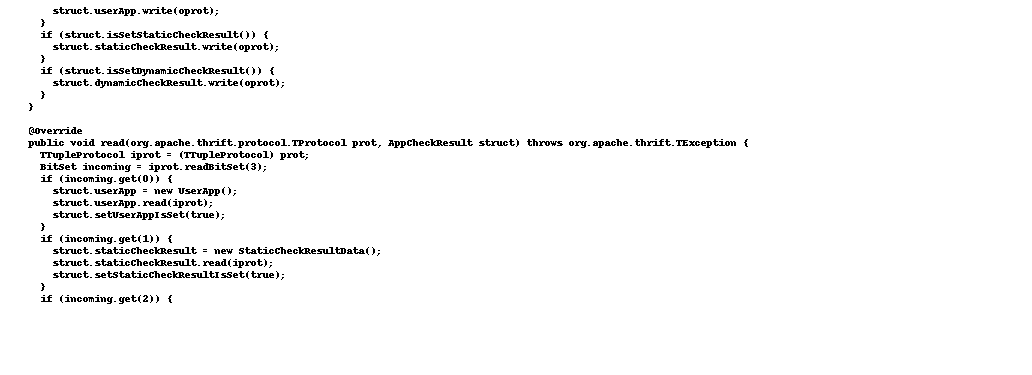 struct.userApp.write(oprot);
}
if (struct.isSetStaticCheckResult()) {
struct.staticCheckResult.write(oprot);
}
if (struct.isSetDynamicCheckResult()) {
struct.dynamicCheckResult.write(oprot);
}
}
@Override
public void read(org.apache.thrift.protocol.TProtocol prot, AppCheckResult struct) throws org.apache.thrift.TException {
TTupleProtocol iprot = (TTupleProtocol) prot;
BitSet incoming = iprot.readBitSet(3);
if (incoming.get(0)) {
struct.userApp = new UserApp();
struct.userApp.read(iprot);
struct.setUserAppIsSet(true);
}
if (incoming.get(1)) {
struct.staticCheckResult = new StaticCheckResultData();
struct.staticCheckResult.read(iprot);
struct.setStaticCheckResultIsSet(true);
}
if (incoming.get(2)) {